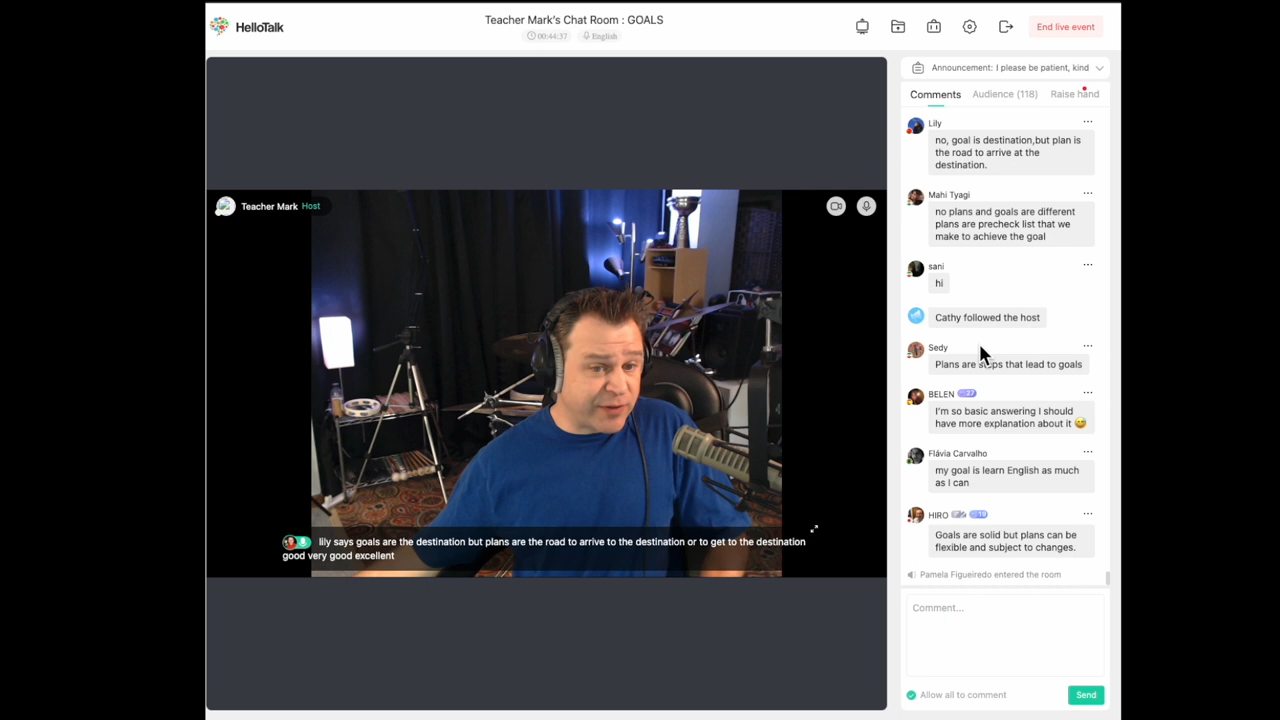 HelloTalk
Teacher Mark's Chat Room : GOALS
00:44:37
English
End live event
Announcement: I please be patient, kind
Comments
Audience (118)
Raise hand
Teacher Mark Host
lily says goals are the destination but plans are the road to arrive to the destination or to get to the destination
good very good excellent
Lily
no, goal is destination,but plan is
the road to arrive at the
destination.
Mahi Tyagi
no plans and goals are different
plans are precheck list that we
make to achieve the goal
sani
hi
Cathy followed the host
Sedy
Plans are steps that lead to goals
BELEN
I'm so basic answering I should
have more explanation about it 😅
Flávia Carvalho
my goal is learn English as much
as I can
HIRO
Goals are solid but plans can be
flexible and subject to changes.
Pamela Figueiredo entered the room
Comment...
Allow all to comment
Send